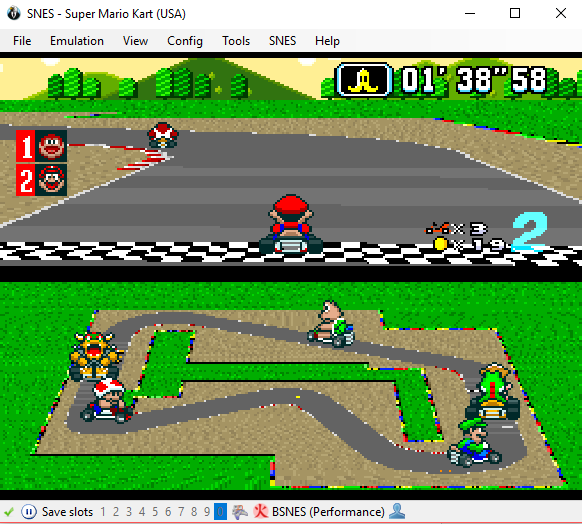 SNES - Super Mario Kart (USA)
File Emulation View Config Tools SNES Help
01'38"58
1
2
x 3
x 19
2
Save slots 1 2 3 4 5 6 7 8 9 0 火 BSNES (Performance)